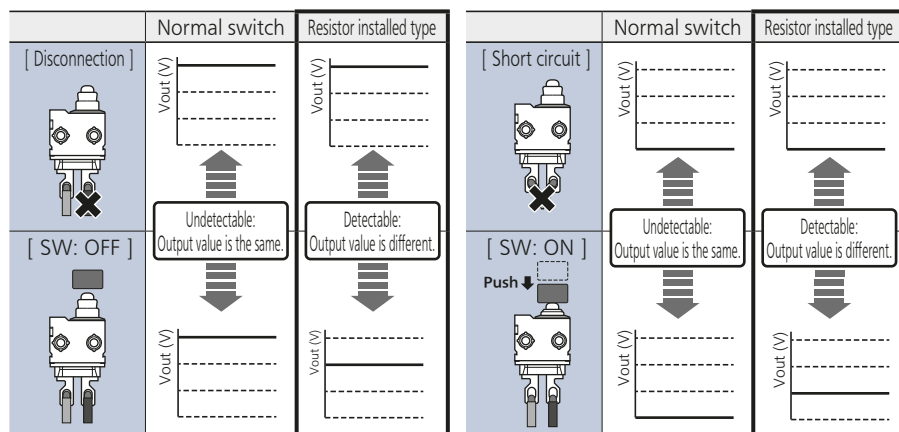 Normal switch
Resistor installed type
[ Disconnection ]
Vout (V)
Vout (V)
Undetectable:
Output value is the same.
Detectable:
Output value is different.
[ SW: OFF ]
Vout (V)
Vout (V)
Normal switch
Resistor installed type
[ Short circuit ]
Vout (V)
Vout (V)
Undetectable:
Output value is the same.
Detectable:
Output value is different.
[ SW: ON ]
Push
Vout (V)
Vout (V)